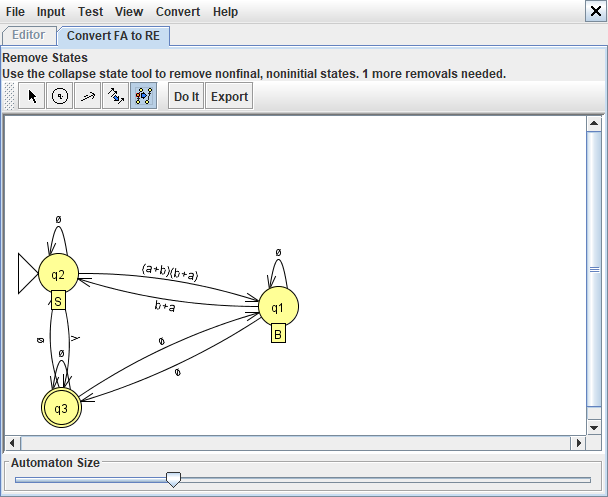 File Input Test View Convert Help
Editor Convert FA to RE
Remove States
Use the collapse state tool to remove nonfinal, noninitial states. 1 more removals needed.
Do It Export
ø
ø
q2
(a+b)(b+a)
S
b+a
q1
B
ø
λ
ø
ø
ø
q3
Automaton Size